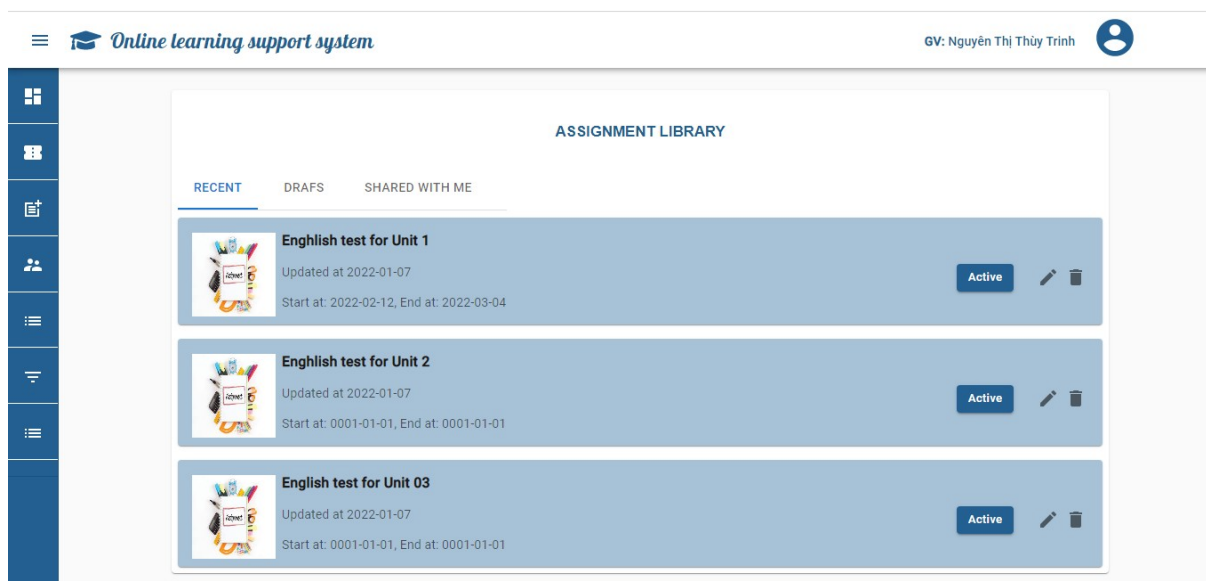 Online learning support system
GV: Nguyên Thị Thùy Trinh
ASSIGNMENT LIBRARY
RECENT DRAFS SHARED WITH ME
Enghlish test for Unit 1
Updated at 2022-01-07
Start at: 2022-02-12, End at: 2022-03-04
Active
Enghlish test for Unit 2
Updated at 2022-01-07
Start at: 0001-01-01, End at: 0001-01-01
Active
English test for Unit 03
Updated at 2022-01-07
Start at: 0001-01-01, End at: 0001-01-01
Active